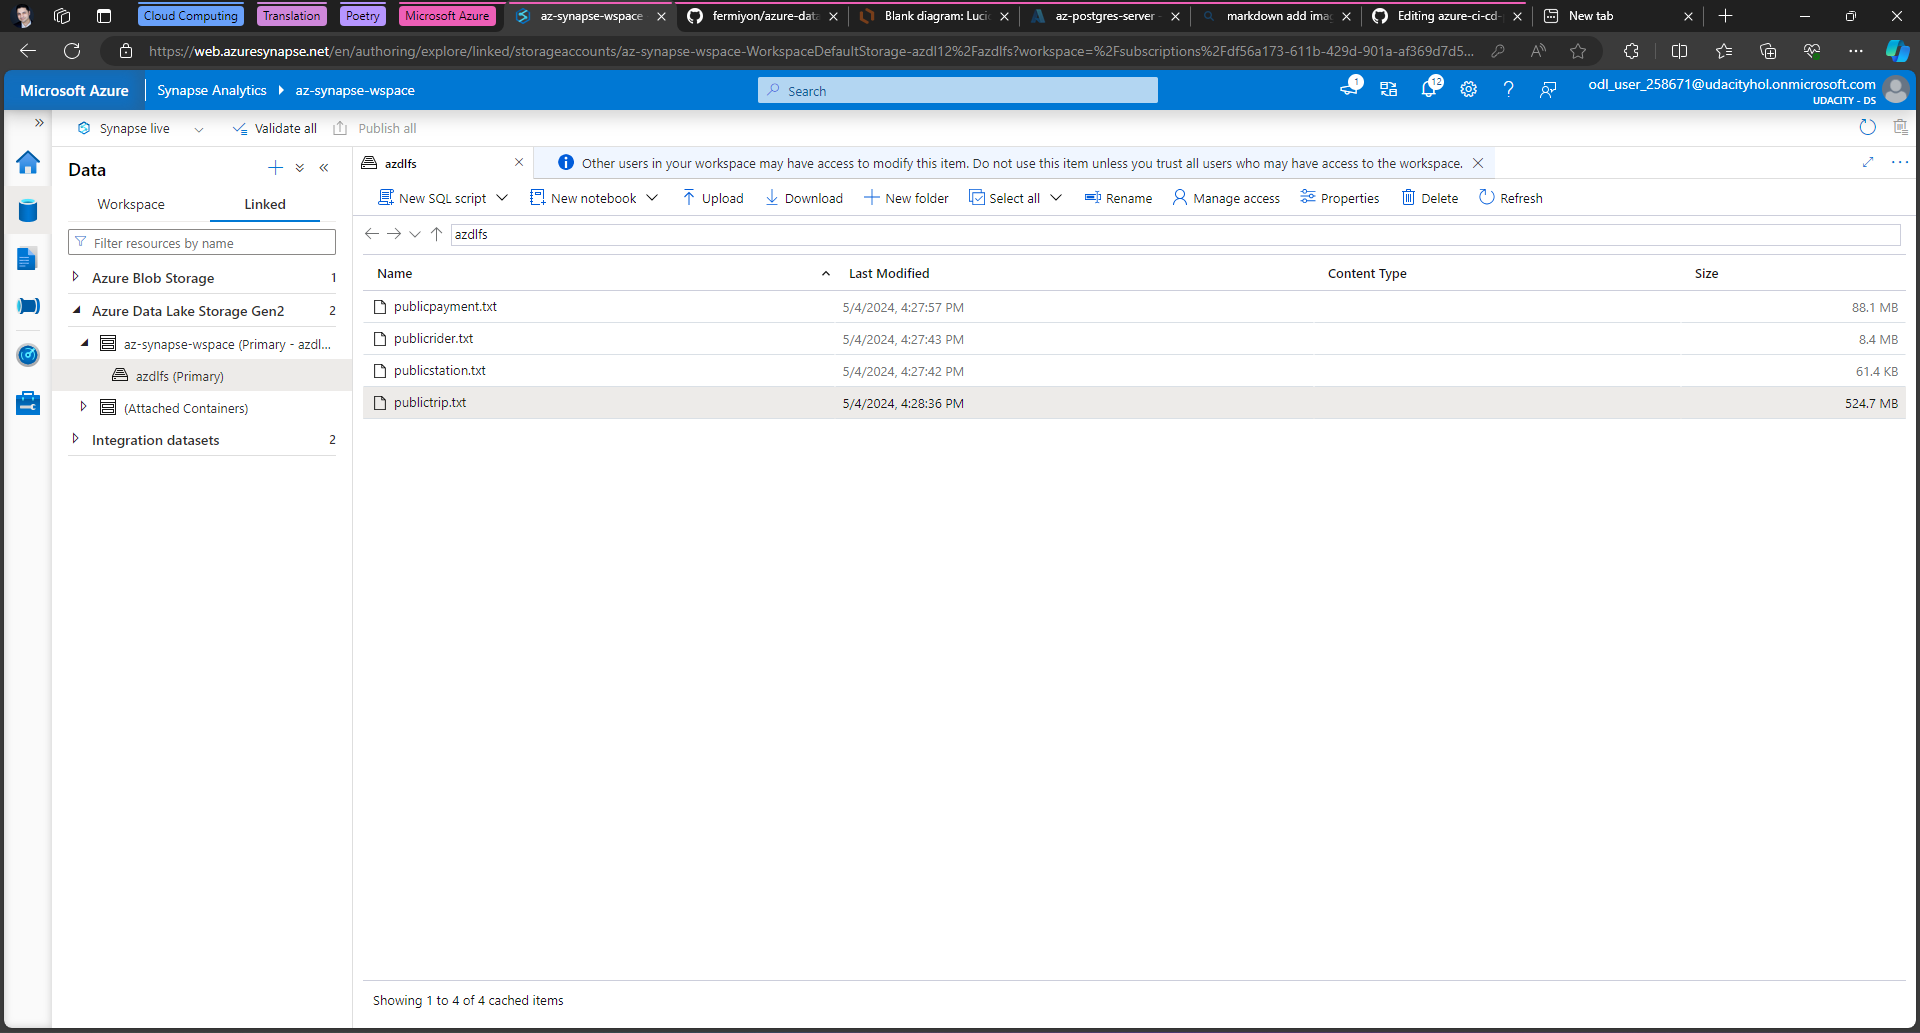 Cloud Computing
Translation
Poetry
Microsoft Azure
az-synapse-wspace
fermiyon/azure-data
Blank diagram: Luci
az-postgres-server -
markdown add imag
Editing azure-ci-cd-
New tab
https://web.azuresynapse.net/en/authoring/explore/linked/storageaccounts/az-synapse-wspace-WorkspaceDefaultStorage-azdl12%2Fazdlfs?workspace=%2Fsubscriptions%2Fdf56a173-611b-429d-901a-af369d7d5...
Microsoft Azure
Synapse Analytics
az-synapse-wspace
Search
1
12
odl_user_258671@udacityhol.onmicrosoft.com
UDACITY - DS
Synapse live
Validate all
Publish all
Data
Workspace
Linked
Filter resources by name
Azure Blob Storage 1
Azure Data Lake Storage Gen2 2
az-synapse-wspace (Primary - azdl...
azdlfs (Primary)
(Attached Containers)
Integration datasets 2
azdlfs
Other users in your workspace may have access to modify this item. Do not use this item unless you trust all users who may have access to the workspace.
New SQL script
New notebook
Upload
Download
New folder
Select all
Rename
Manage access
Properties
Delete
Refresh
azdlfs
Name Last Modified Content Type Size
publicpayment.txt 5/4/2024, 4:27:57 PM 88.1 MB
publicrider.txt 5/4/2024, 4:27:43 PM 8.4 MB
publicstation.txt 5/4/2024, 4:27:42 PM 61.4 KB
publictrip.txt 5/4/2024, 4:28:36 PM 524.7 MB
Showing 1 to 4 of 4 cached items